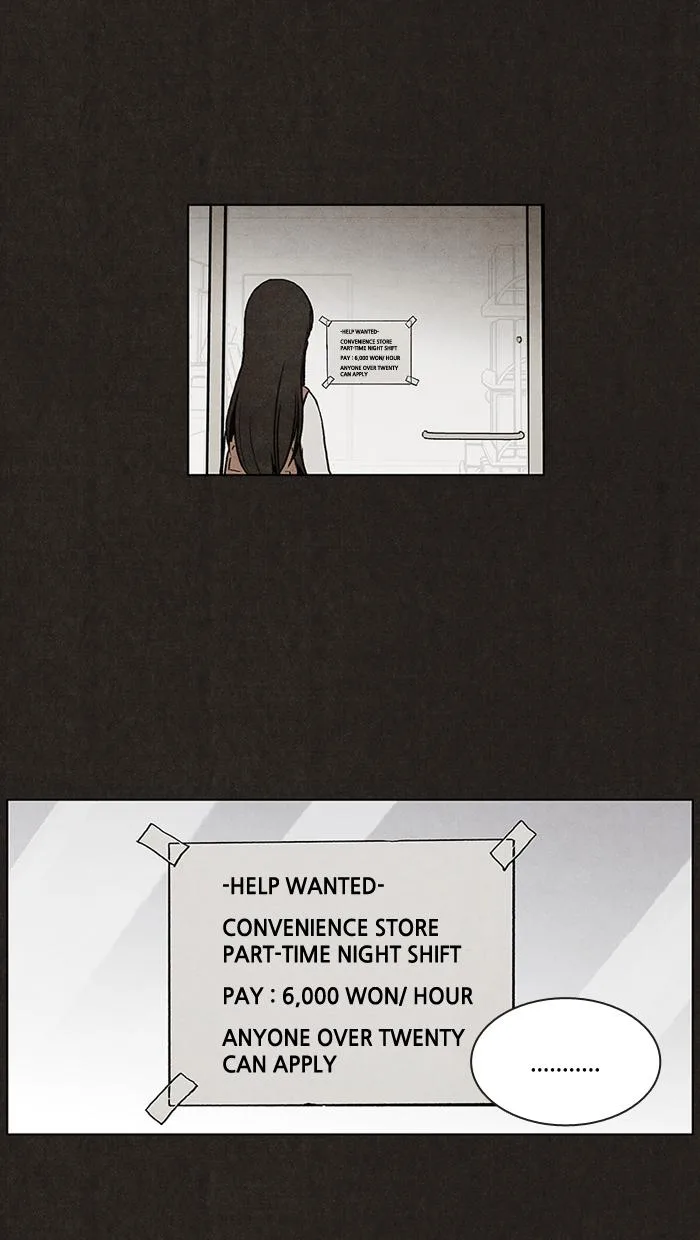 -HELP WANTED-
CONVENIENCE STORE
PART-TIME NIGHT SHIFT
PAY : 6,000 WON/ HOUR
ANYONE OVER TWENTY
CAN APPLY
-HELP WANTED-
CONVENIENCE STORE
PART-TIME NIGHT SHIFT
PAY : 6,000 WON/ HOUR
ANYONE OVER TWENTY
CAN APPLY
...........